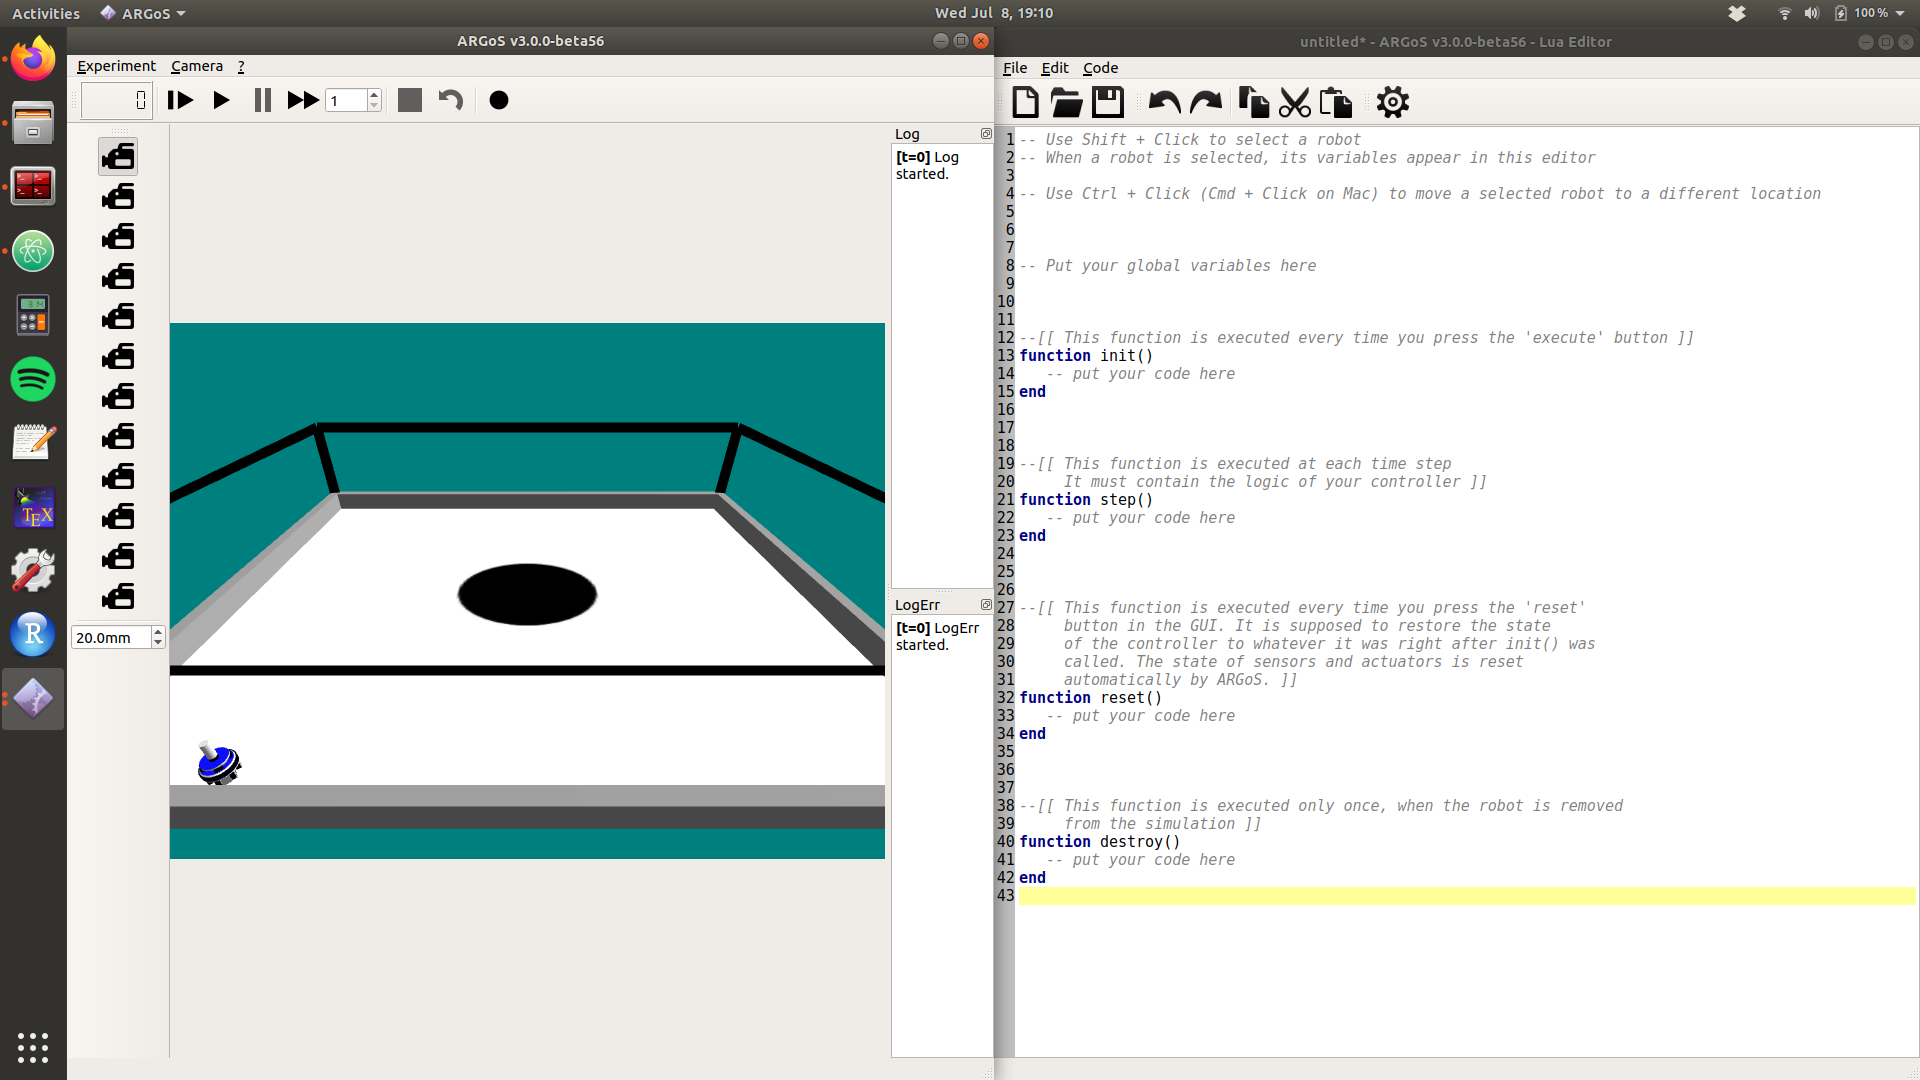 Activities
ARGoS
Wed Jul  8, 19:10
100 %
ARGoS v3.0.0-beta56
Experiment
Camera
?
0
1
20.0mm
Log
[t=0] Log
started.
LogErr
[t=0] LogErr
started.
untitled* - ARGoS v3.0.0-beta56 - Lua Editor
File
Edit
Code
1 -- Use Shift + Click to select a robot
2 -- When a robot is selected, its variables appear in this editor
3
4 -- Use Ctrl + Click (Cmd + Click on Mac) to move a selected robot to a different location
5
6
7
8 -- Put your global variables here
9
10
11
12 --[[ This function is executed every time you press the 'execute' button ]]
13 function init()
14    -- put your code here
15 end
16
17
18
19 --[[ This function is executed at each time step
20      It must contain the logic of your controller ]]
21 function step()
22    -- put your code here
23 end
24
25
26
27 --[[ This function is executed every time you press the 'reset'
28      button in the GUI. It is supposed to restore the state
29      of the controller to whatever it was right after init() was
30      called. The state of sensors and actuators is reset
31      automatically by ARGoS. ]]
32 function reset()
33    -- put your code here
34 end
35
36
37
38 --[[ This function is executed only once, when the robot is removed
39      from the simulation ]]
40 function destroy()
41    -- put your code here
42 end
43
TEX
R